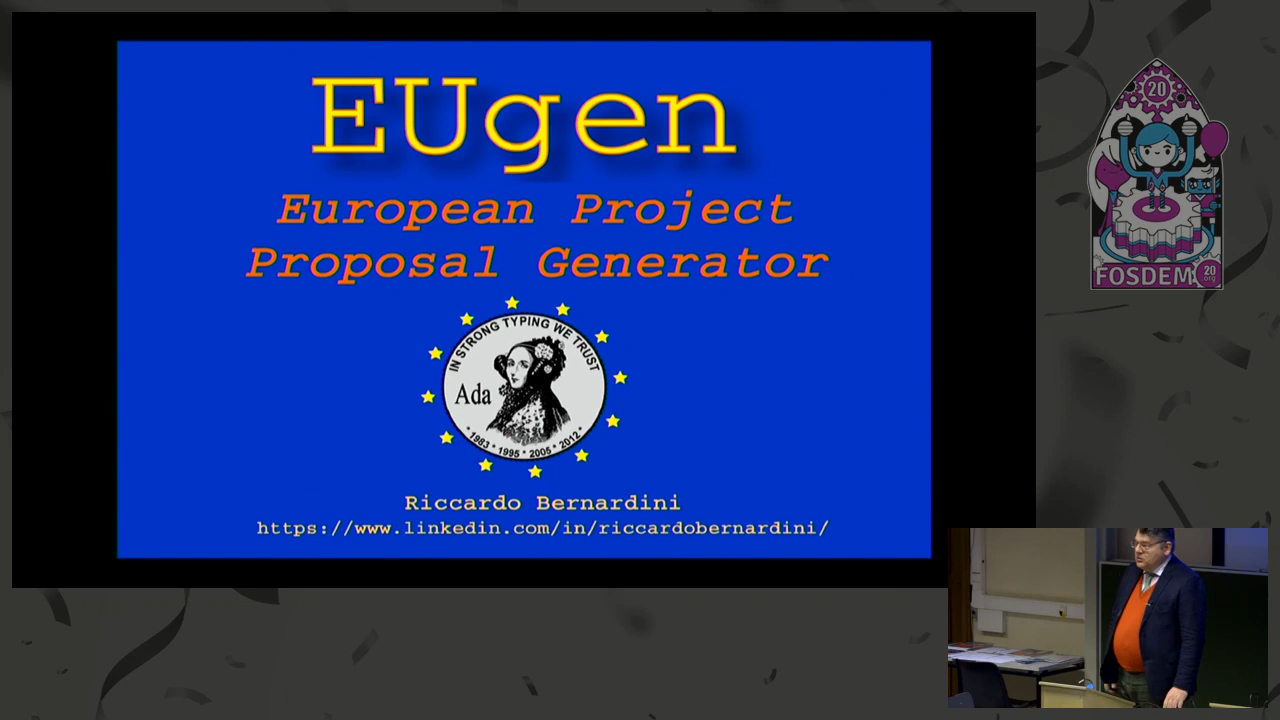 EUgen
European Project
Proposal Generator
IN STRONG TYPING WE TRUST
Ada
* 1983 * 1995 * 2005 * 2012 *
Riccardo Bernardini
https://www.linkedin.com/in/riccardobernardini/
20
FOSDEM
20
org